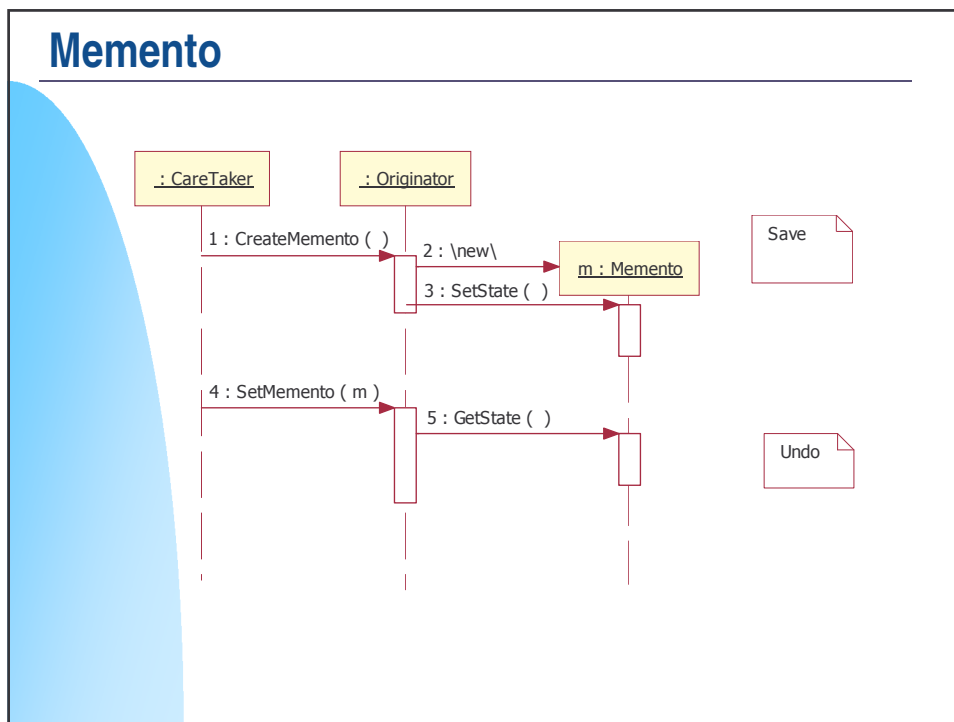 Memento
: CareTaker
: Originator
1 : CreateMemento ( )
2 : \new\
m : Memento
Save
3 : SetState ( )
4 : SetMemento ( m )
5 : GetState ( )
Undo